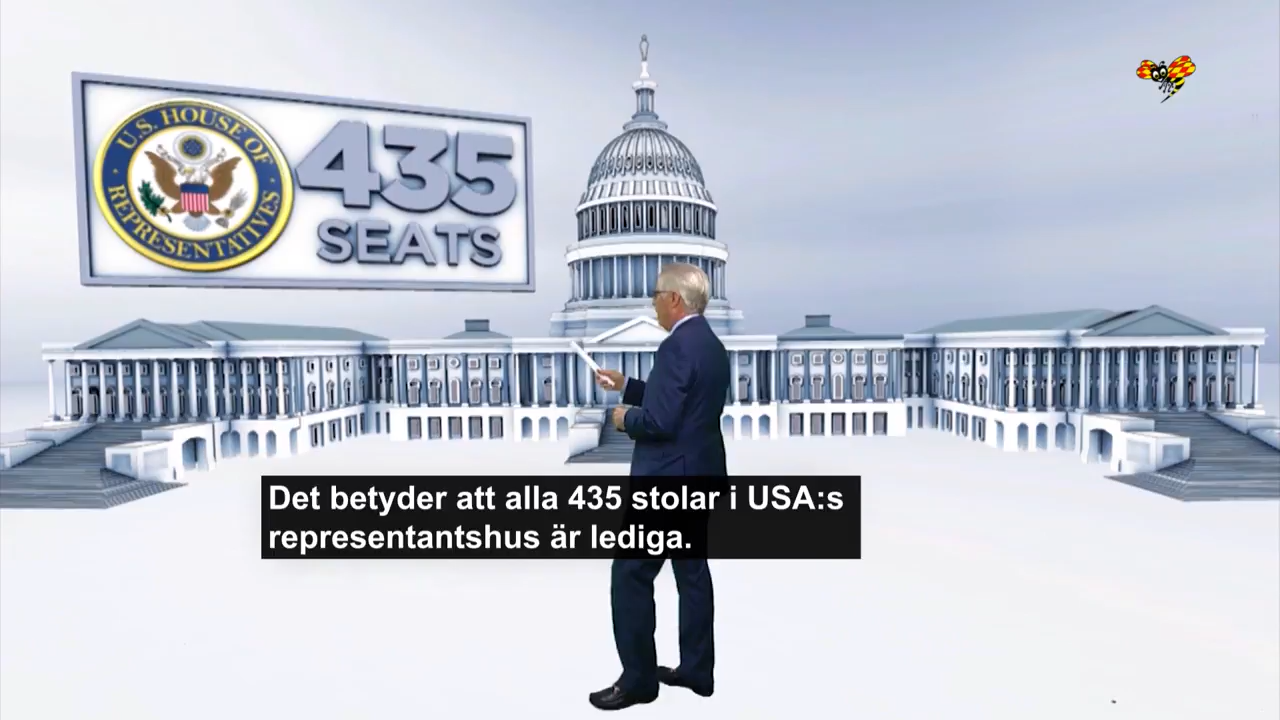 U.S. HOUSE OF
REPRESENTATIVES
435
SEATS
Det betyder att alla 435 stolar i USA:s
representantshus är lediga.